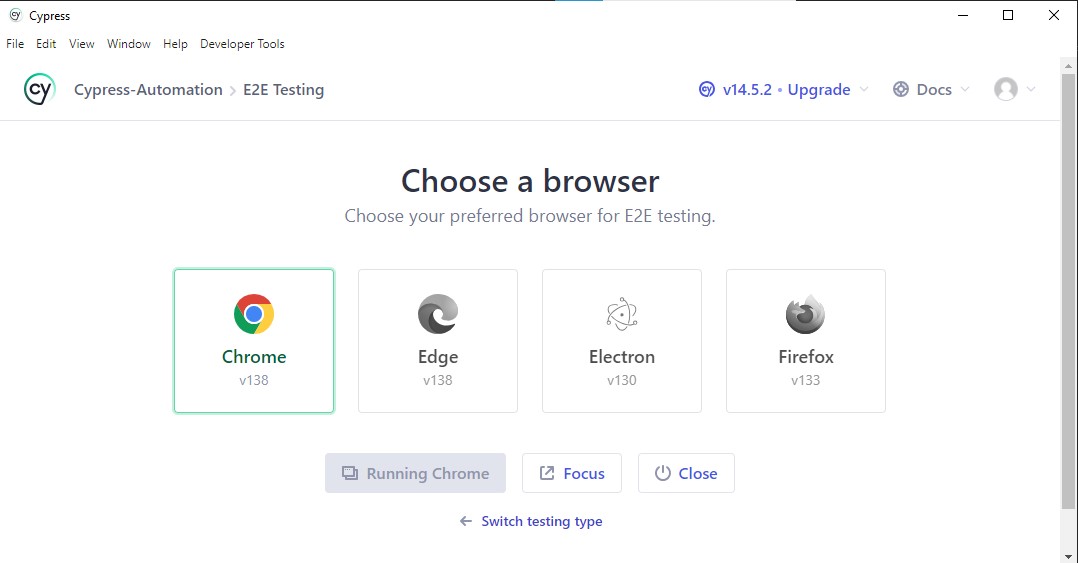 Cypress
File Edit View Window Help Developer Tools
cy Cypress-Automation > E2E Testing cy v14.5.2 • Upgrade Docs
Choose a browser
Choose your preferred browser for E2E testing.
Chrome Edge Electron Firefox
v138 v138 v130 v133
Running Chrome Focus Close
← Switch testing type